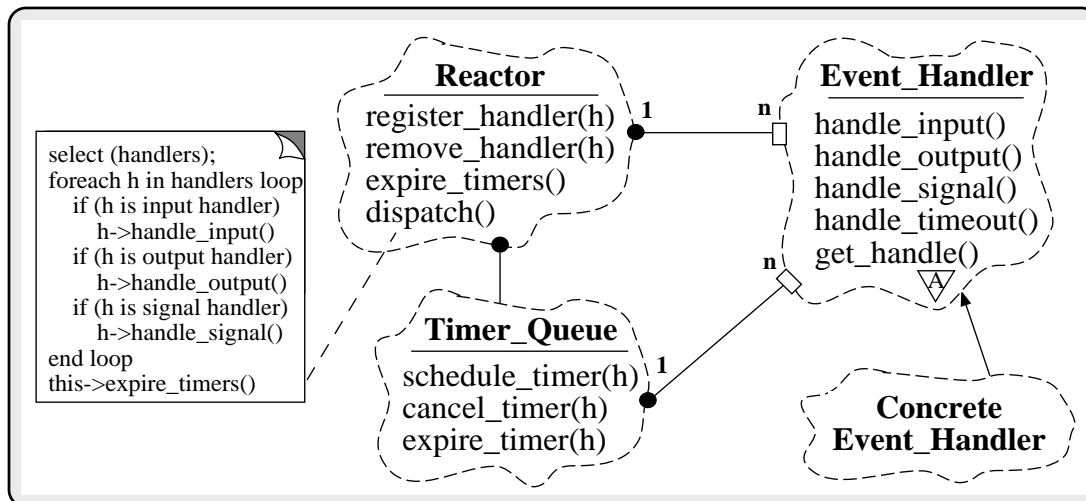 select (handlers);
foreach h in handlers loop
if (h is input handler)
h->handle_input()
if (h is output handler)
h->handle_output()
if (h is signal handler)
h->handle_signal()
end loop
this->expire_timers()
Reactor
register_handler(h)
remove_handler(h)
expire_timers()
dispatch()
1
n
Event_Handler
handle_input()
handle_output()
handle_signal()
handle_timeout()
get_handle()
A
n
1
Timer_Queue
schedule_timer(h)
cancel_timer(h)
expire_timer(h)
Concrete
Event_Handler